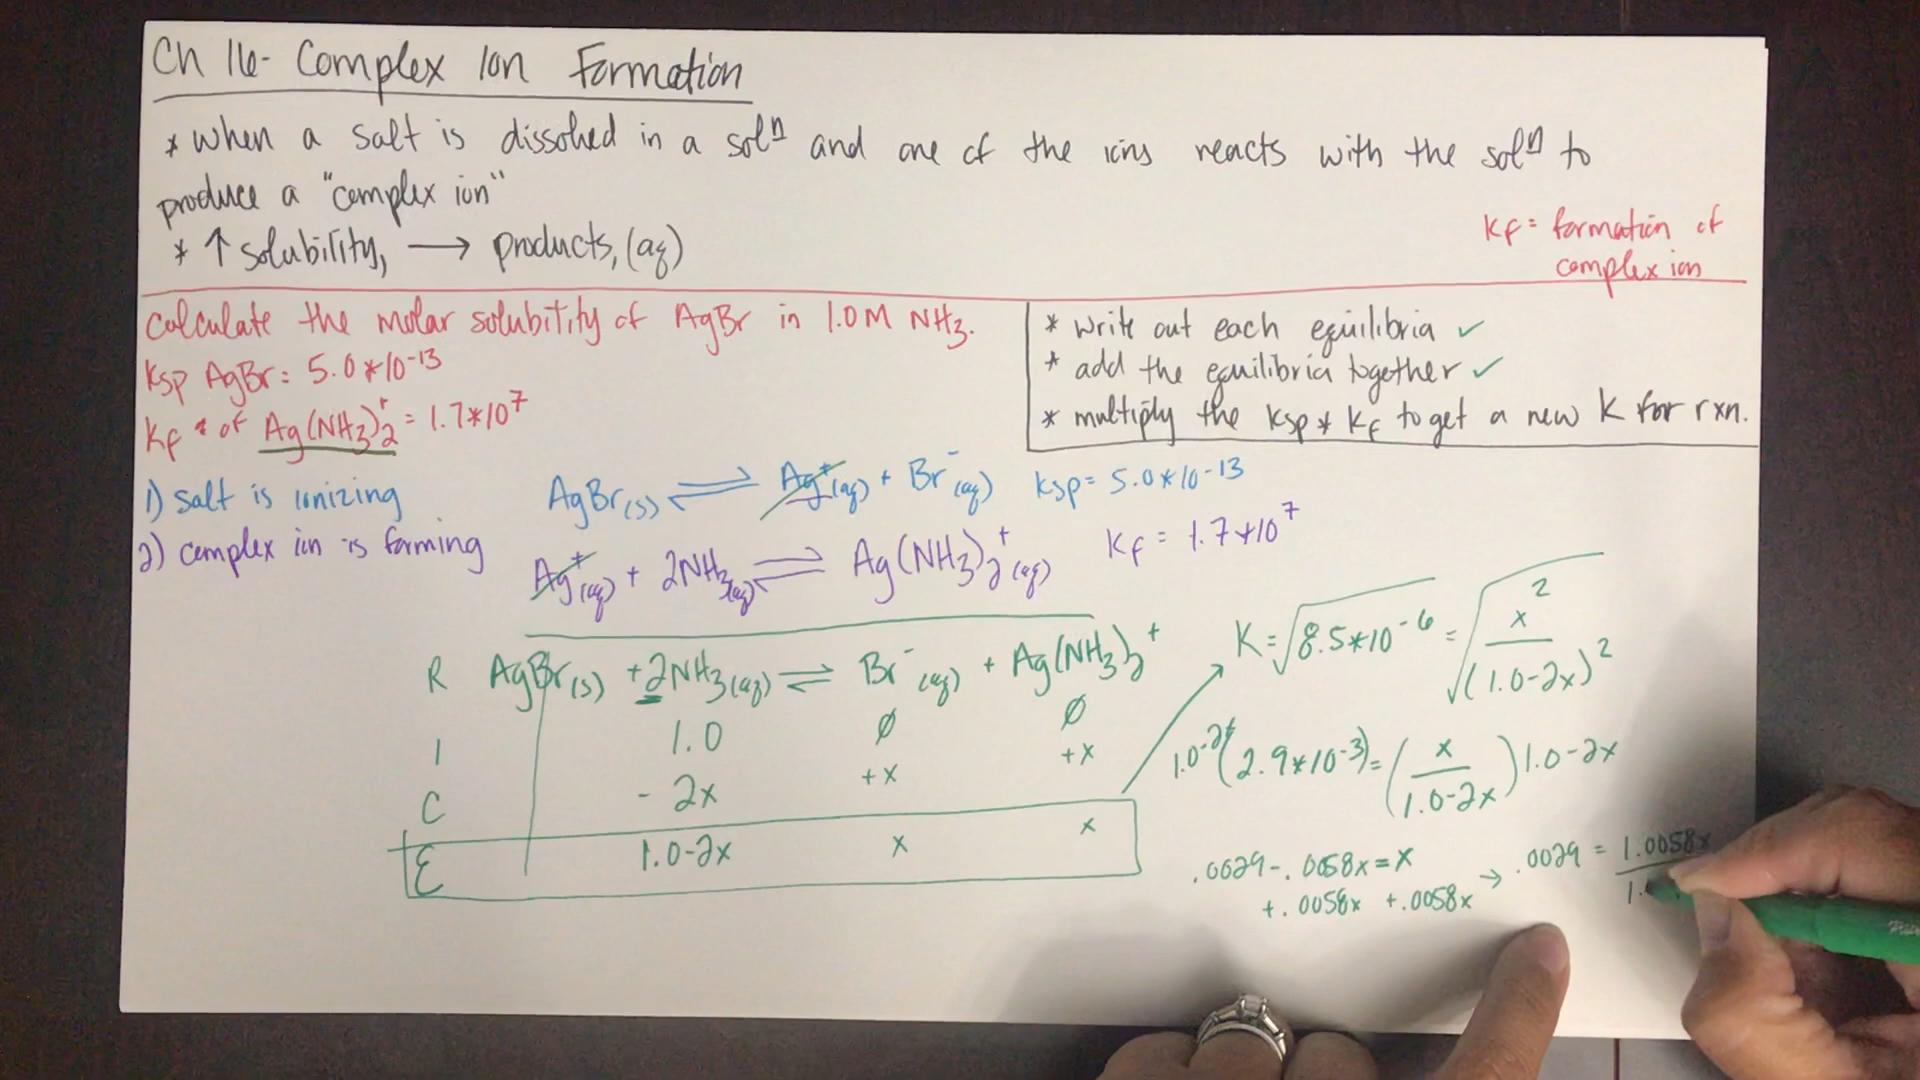 Ch 16- Complex Ion Formation
* When a salt is dissolved in a solⁿ and one of the ions reacts with the solⁿ to
produce a "complex ion"
* ↑ solubility, → products, (aq)
Kf = formation of
complex ion
Calculate the molar solubility of AgBr in 1.0M NH₃.
Ksp AgBr = 5.0*10⁻¹³
Kf of Ag(NH₃)₂⁺ = 1.7*10⁷
* Write out each equilibria ✓
* add the equilibria together ✓
* multiply the Ksp * Kf to get a new K for rxn.
1) salt is ionizing
AgBr(s) ⇌ Ag⁺(aq) + Br⁻(aq) Ksp = 5.0*10⁻¹³
2) complex ion is forming
Ag⁺(aq) + 2NH₃(aq) ⇌ Ag(NH₃)₂⁺(aq) Kf = 1.7*10⁷
R AgBr(s) + 2NH₃(aq) ⇌ Br⁻(aq) + Ag(NH₃)₂⁺
I 1.0 ∅ ∅
C - 2x +x +x
E 1.0-2x x x
K = √8.5*10⁻⁶ = √x²/(1.0-2x)²
1.0-2x(2.9*10⁻³) = (x/1.0-2x)1.0-2x
.0029-.0058x = x
+.0058x +.0058x → .0029 = 1.0058x